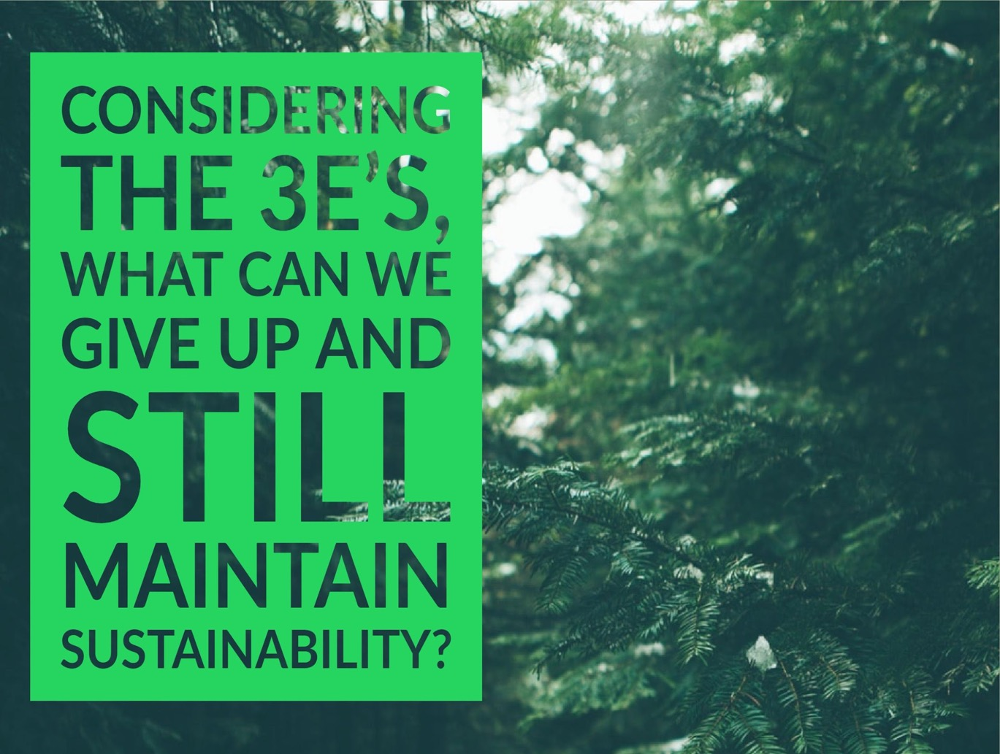 CONSIDERING
THE 3E’S,
WHAT CAN WE
GIVE UP AND
STILL
MAINTAIN
SUSTAINABILITY?